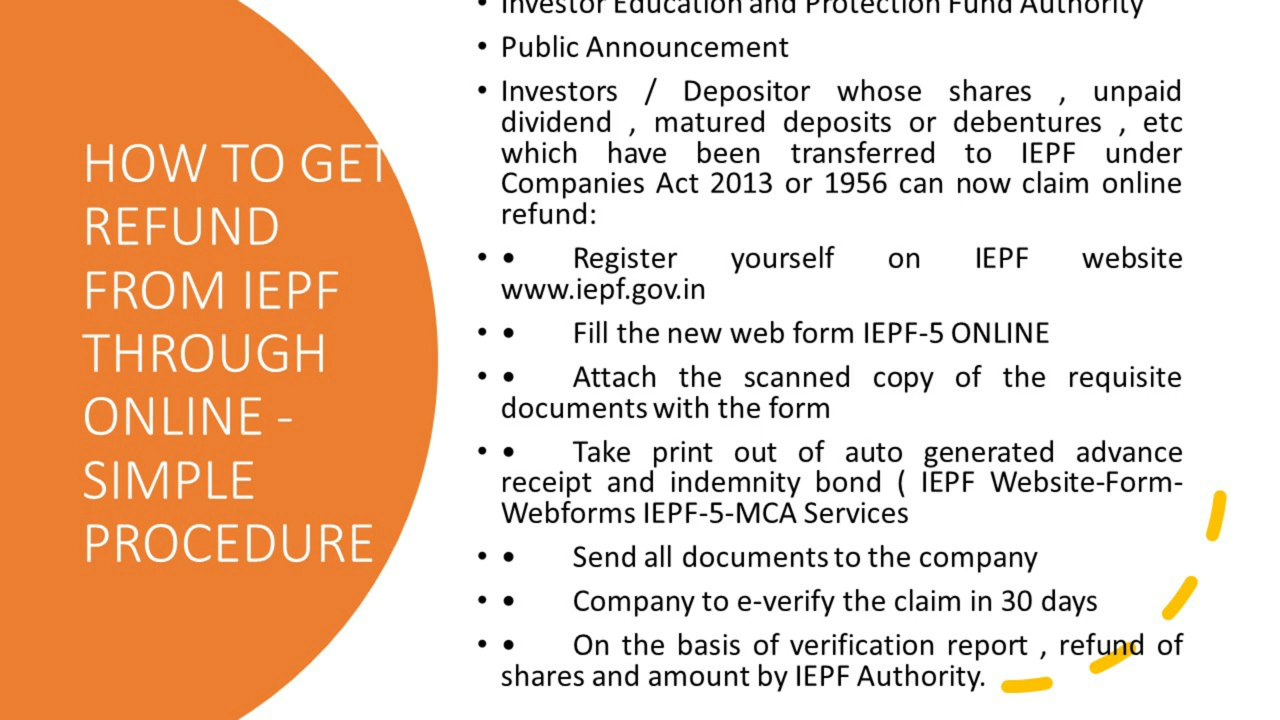 HOW TO GET
REFUND
FROM IEPF
THROUGH
ONLINE -
SIMPLE
PROCEDURE
• Investor Education and Protection Fund Authority
• Public Announcement
• Investors / Depositor whose shares , unpaid
dividend , matured deposits or debentures , etc
which have been transferred to IEPF under
Companies Act 2013 or 1956 can now claim online
refund:
• • Register yourself on IEPF website
www.iepf.gov.in
• • Fill the new web form IEPF-5 ONLINE
• • Attach the scanned copy of the requisite
documents with the form
• • Take print out of auto generated advance
receipt and indemnity bond ( IEPF Website-Form-
Webforms IEPF-5-MCA Services
• • Send all documents to the company
• • Company to e-verify the claim in 30 days
• • On the basis of verification report , refund of
shares and amount by IEPF Authority.